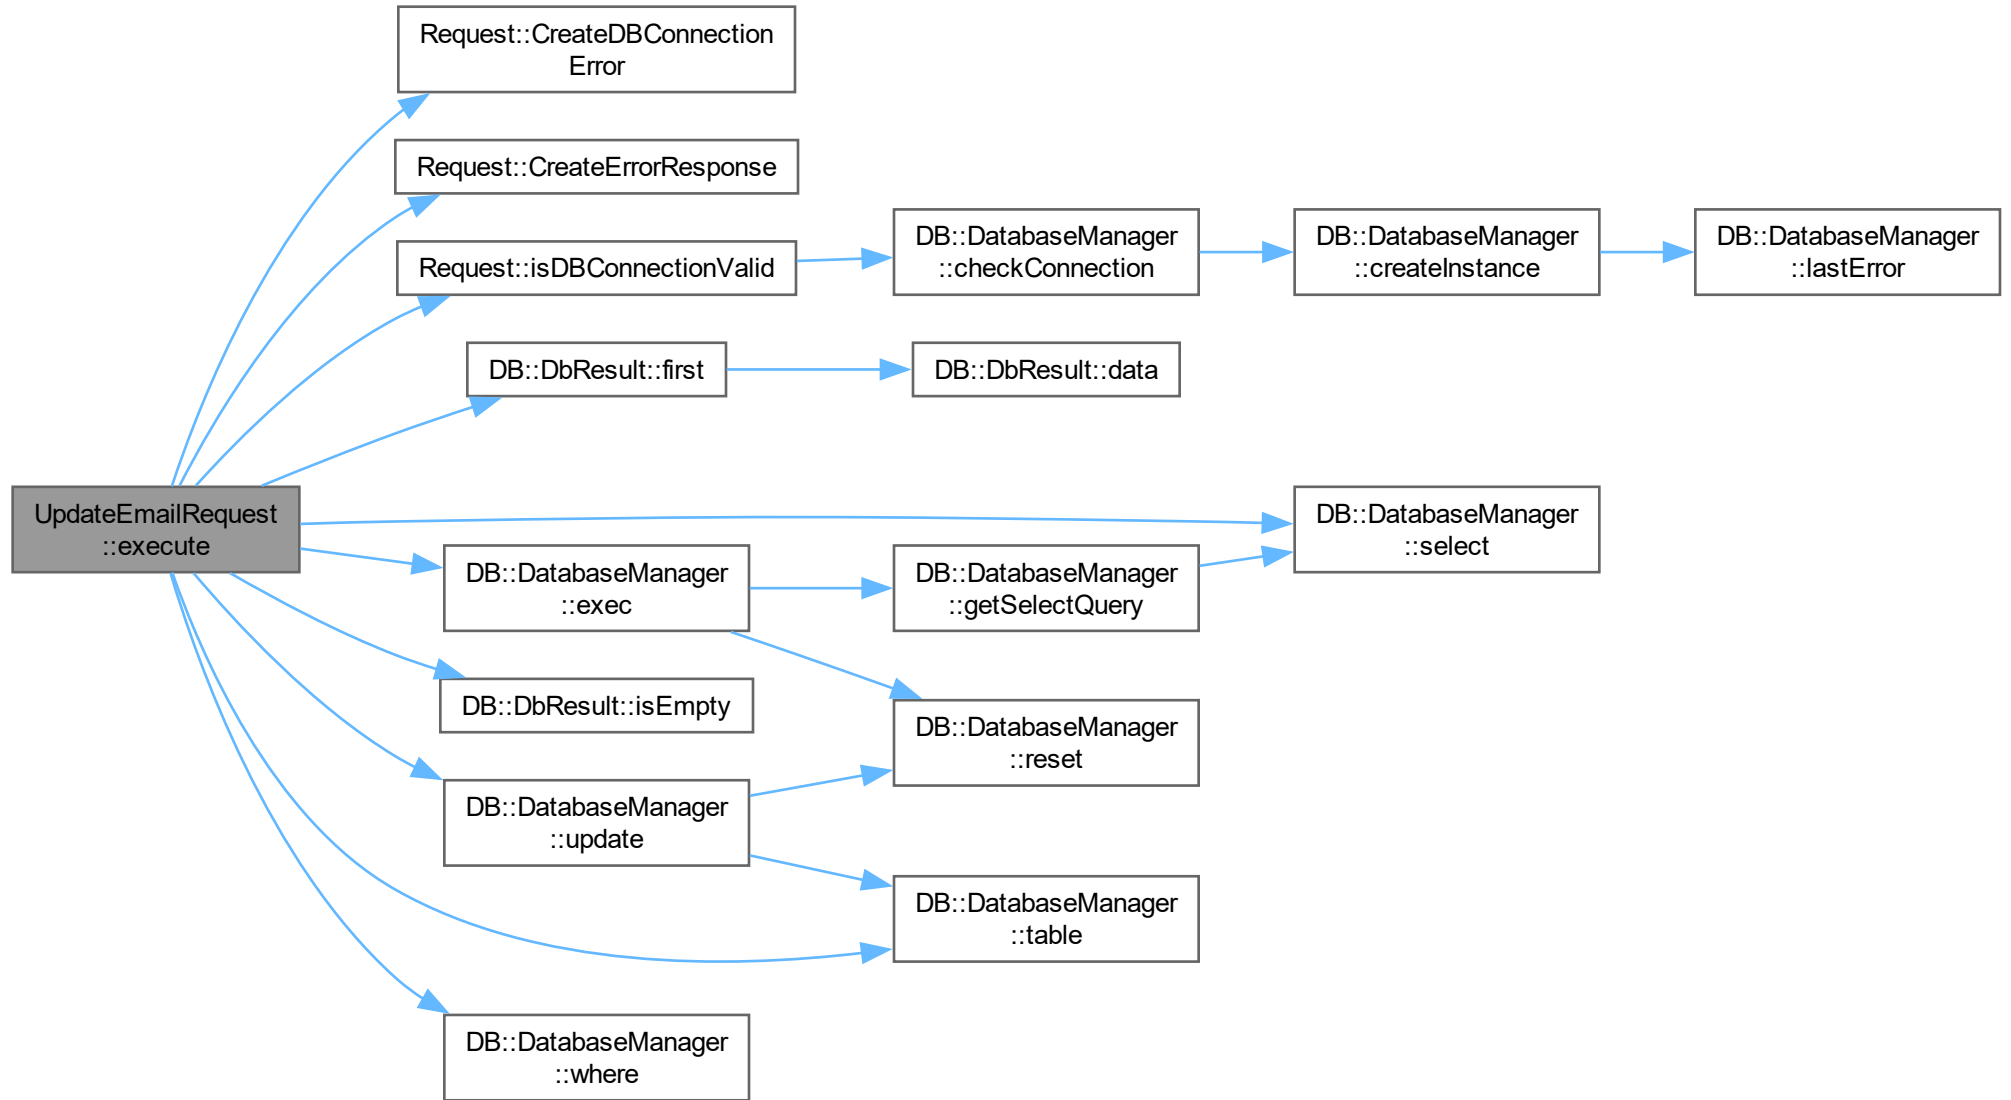 Request::CreateDBConnection
Error
Request::CreateErrorResponse
Request::isDBConnectionValid
DB::DatabaseManager
::checkConnection
DB::DatabaseManager
::createInstance
DB::DatabaseManager
::lastError
DB::DbResult::first
DB::DbResult::data
UpdateEmailRequest
::execute
DB::DatabaseManager
::select
DB::DatabaseManager
::exec
DB::DatabaseManager
::getSelectQuery
DB::DbResult::isEmpty
DB::DatabaseManager
::reset
DB::DatabaseManager
::update
DB::DatabaseManager
::table
DB::DatabaseManager
::where